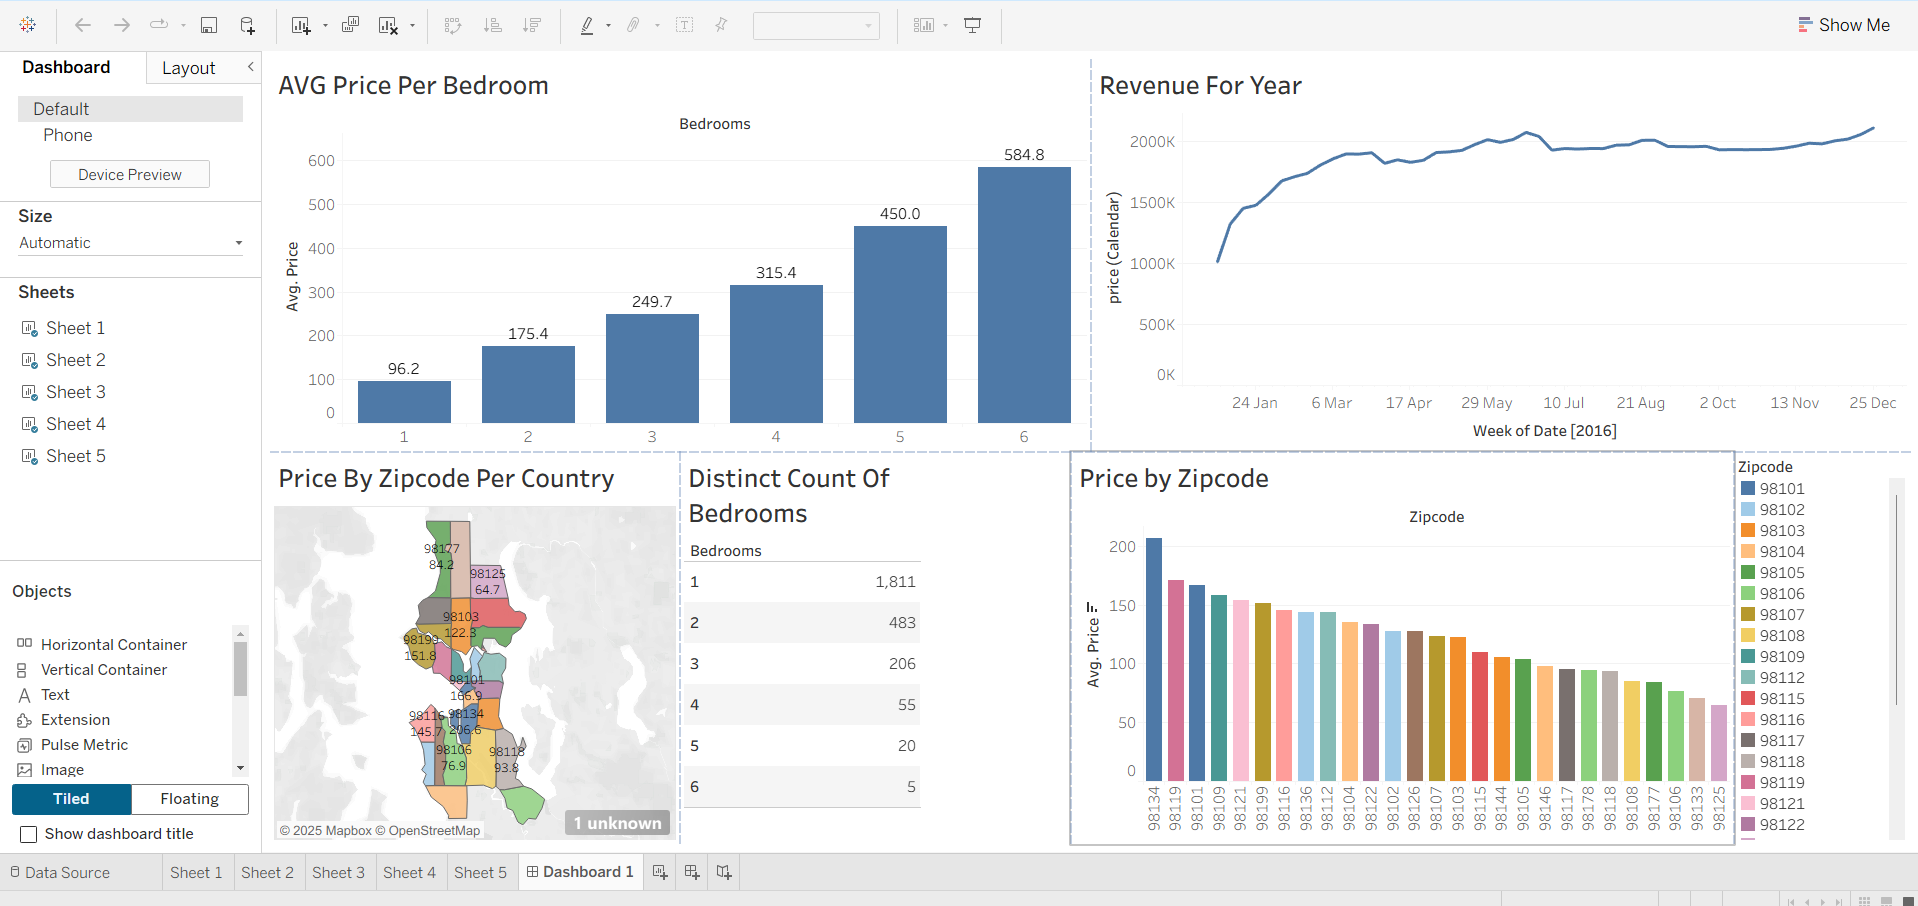 Show Me
Dashboard
Layout
Default
Phone
Device Preview
Size
Automatic
Sheets
Sheet 1
Sheet 2
Sheet 3
Sheet 4
Sheet 5
Objects
Horizontal Container
Vertical Container
Text
Extension
Pulse Metric
Image
Tiled
Floating
Show dashboard title
AVG Price Per Bedroom
Bedrooms
Avg. Price
600
500
400
300
200
100
0
96.2
175.4
249.7
315.4
450.0
584.8
1
2
3
4
5
6
Revenue For Year
price (Calendar)
2000K
1500K
1000K
500K
0K
24 Jan
6 Mar
17 Apr
29 May
10 Jul
21 Aug
2 Oct
13 Nov
25 Dec
Week of Date [2016]
Price By Zipcode Per Country
98177
84.2
98125
64.7
98103
122.3
98199
151.8
98101
166.9
98116
145.7
98134
206.6
98106
76.9
98118
93.8
© 2025 Mapbox © OpenStreetMap
1 unknown
Distinct Count Of
Bedrooms
Bedrooms
1 1,811
2 483
3 206
4 55
5 20
6 5
Price by Zipcode
Zipcode
Avg. Price
200
150
100
50
0
98134
98119
98101
98109
98121
98199
98116
98136
98112
98104
98122
98102
98126
98107
98103
98115
98144
98105
98146
98117
98178
98118
98108
98177
98106
98133
98125
Zipcode
98101
98102
98103
98104
98105
98106
98107
98108
98109
98112
98115
98116
98117
98118
98119
98121
98122
Data Source
Sheet 1
Sheet 2
Sheet 3
Sheet 4
Sheet 5
Dashboard 1